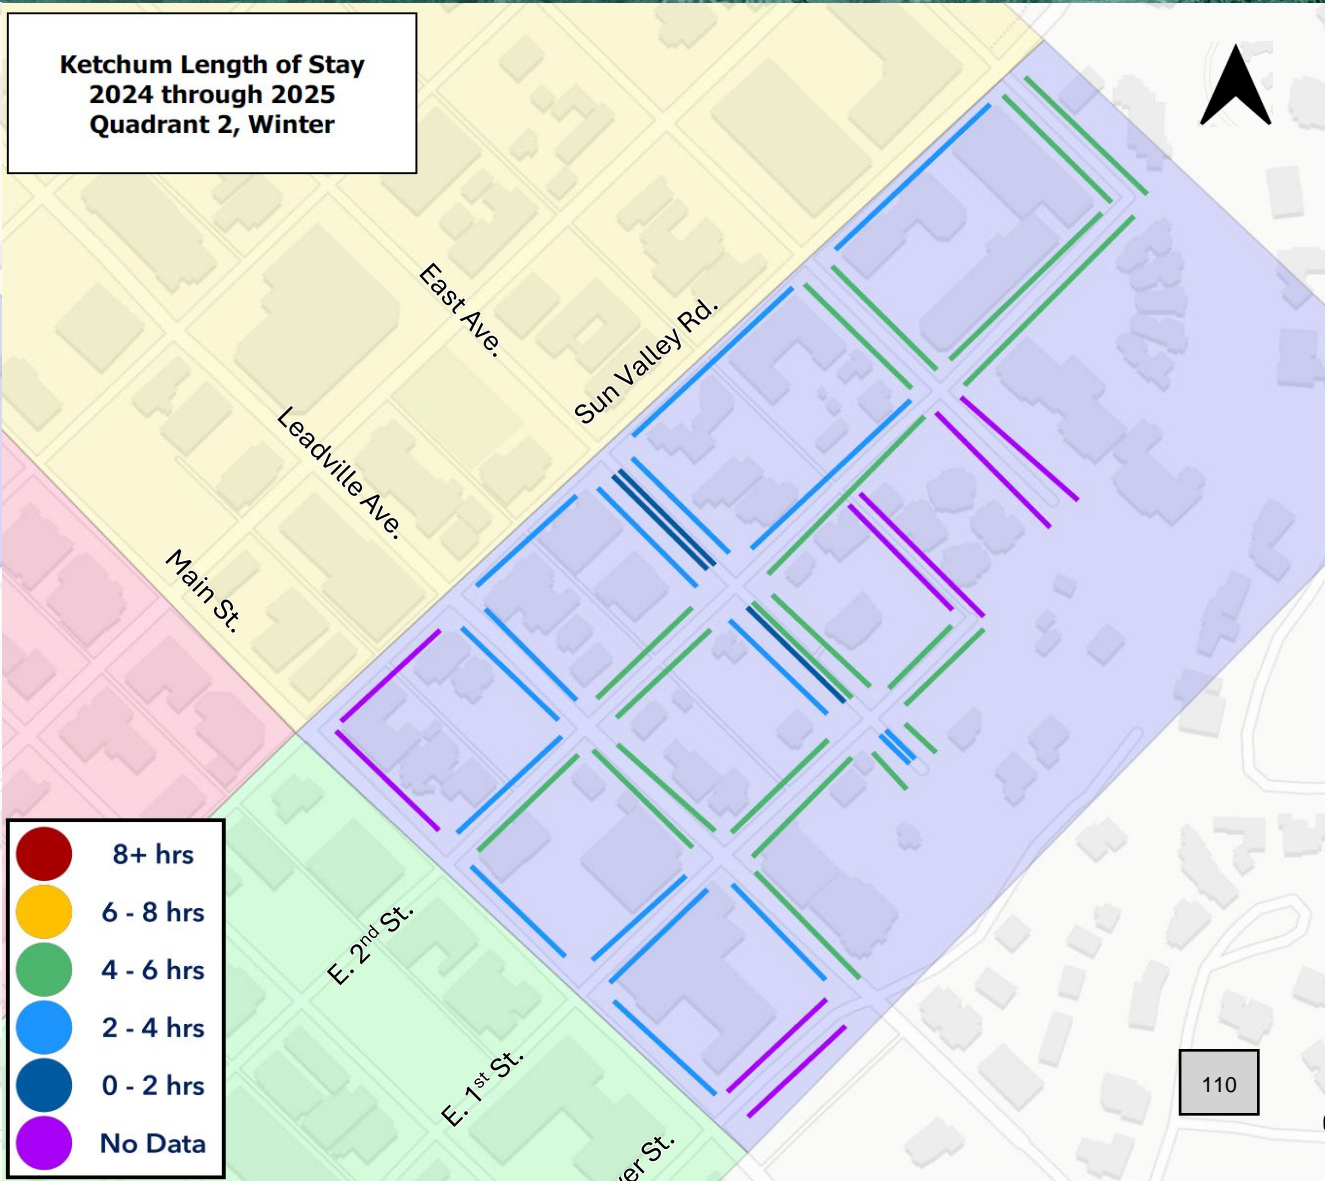 Ketchum Length of Stay
2024 through 2025
Quadrant 2, Winter
East Ave.
Sun Valley Rd.
Leadville Ave.
Main St.
E. 2nd St.
E. 1st St.
ver St.
8+ hrs
6 - 8 hrs
4 - 6 hrs
2 - 4 hrs
0 - 2 hrs
No Data
110